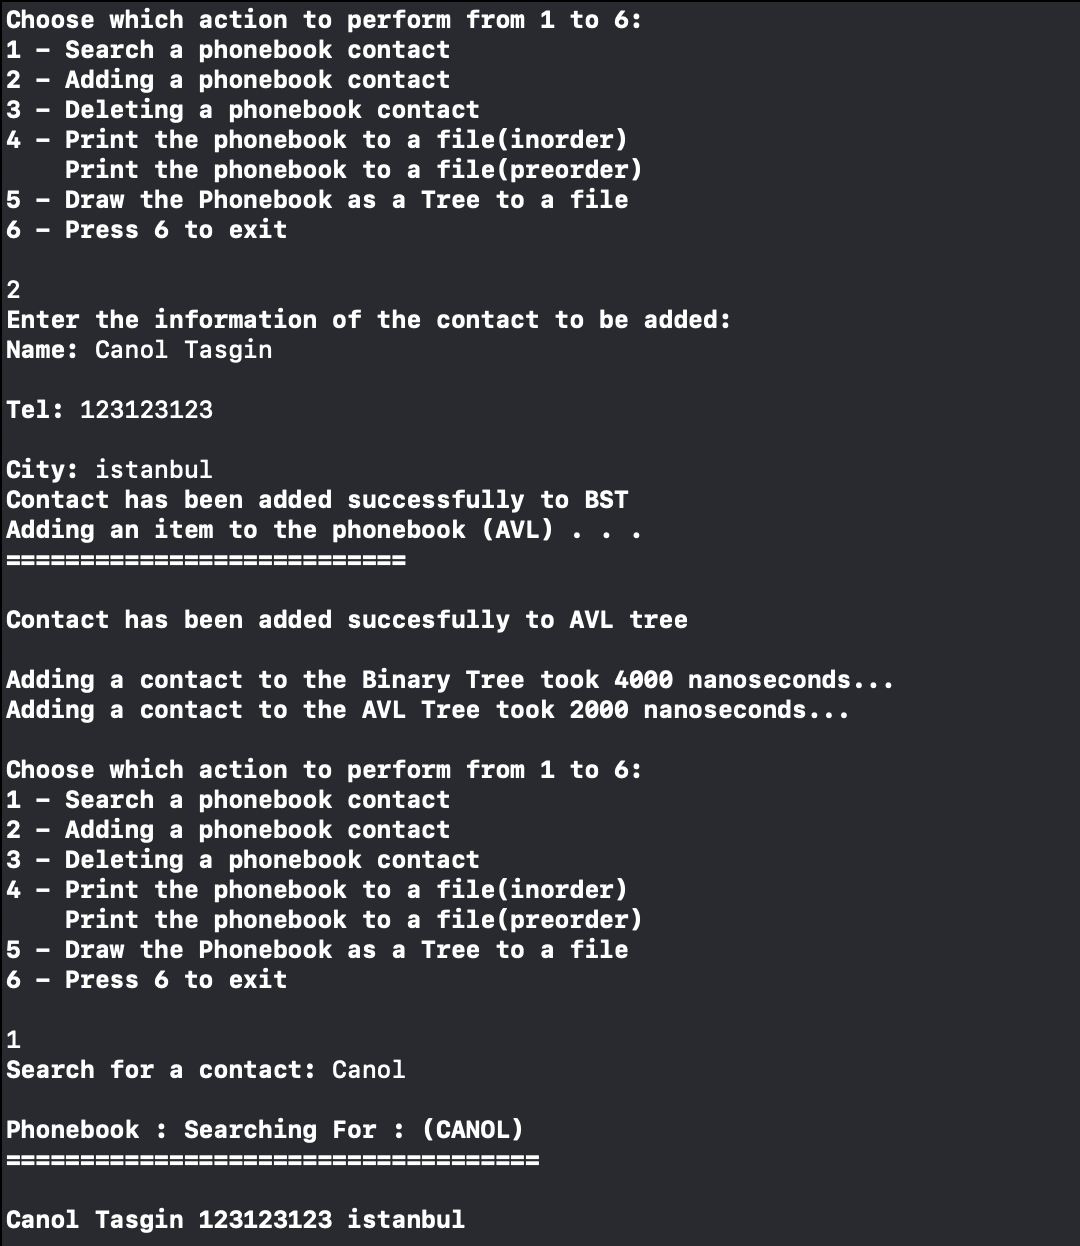 Choose which action to perform from 1 to 6:
1 – Search a phonebook contact
2 – Adding a phonebook contact
3 – Deleting a phonebook contact
4 – Print the phonebook to a file(inorder)
    Print the phonebook to a file(preorder)
5 – Draw the Phonebook as a Tree to a file
6 – Press 6 to exit

2
Enter the information of the contact to be added:
Name: Canol Tasgin

Tel: 123123123

City: istanbul
Contact has been added successfully to BST
Adding an item to the phonebook (AVL) . . .
===========================

Contact has been added succesfully to AVL tree

Adding a contact to the Binary Tree took 4000 nanoseconds...
Adding a contact to the AVL Tree took 2000 nanoseconds...

Choose which action to perform from 1 to 6:
1 – Search a phonebook contact
2 – Adding a phonebook contact
3 – Deleting a phonebook contact
4 – Print the phonebook to a file(inorder)
    Print the phonebook to a file(preorder)
5 – Draw the Phonebook as a Tree to a file
6 – Press 6 to exit

1
Search for a contact: Canol

Phonebook : Searching For : (CANOL)
====================================

Canol Tasgin 123123123 istanbul